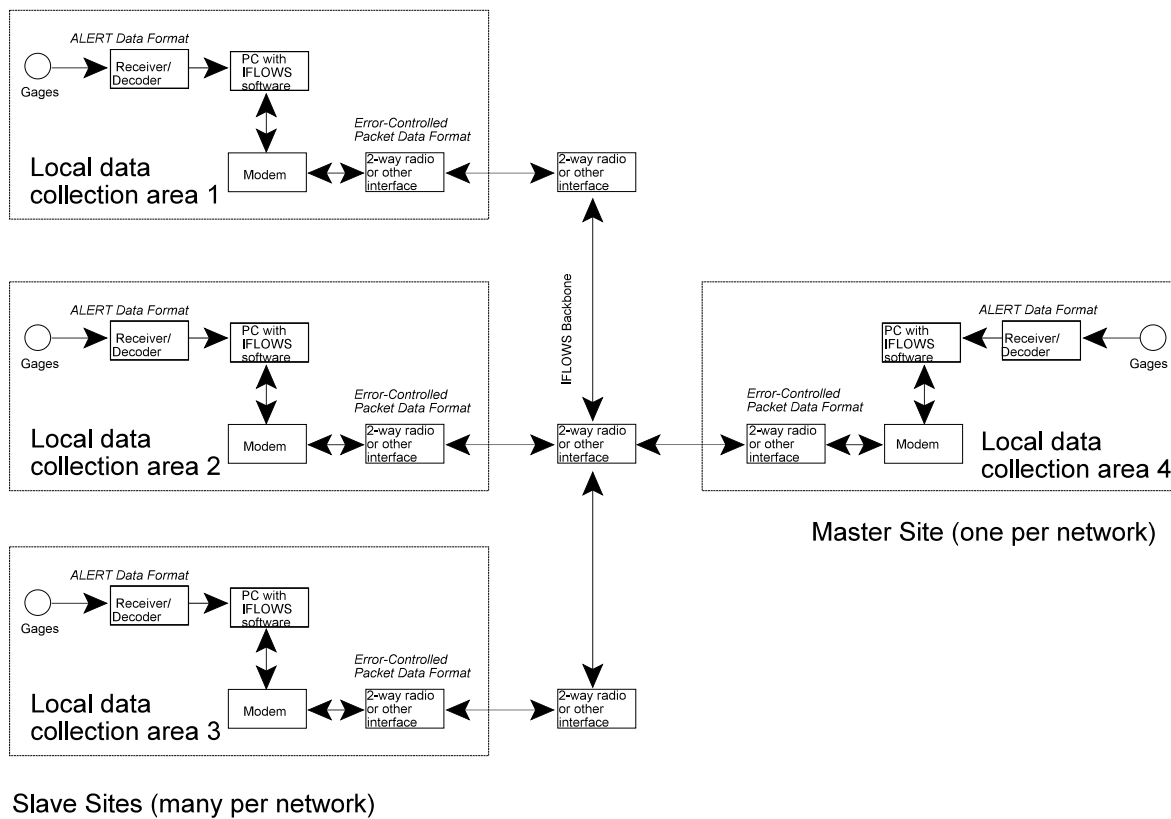 ALERT Data Format
Gages
Receiver/
Decoder
PC with
IFLOWS
software
Modem
Error-Controlled
Packet Data Format
2-way radio
or other
interface
Local data
collection area 1
2-way radio
or other
interface
IFLOWS Backbone
ALERT Data Format
Gages
Receiver/
Decoder
PC with
IFLOWS
software
Modem
Error-Controlled
Packet Data Format
2-way radio
or other
interface
Local data
collection area 2
2-way radio
or other
interface
ALERT Data Format
Gages
Receiver/
Decoder
PC with
IFLOWS
software
Error-Controlled
Packet Data Format
2-way radio
or other
interface
Modem
Local data
collection area 4
Master Site (one per network)
ALERT Data Format
Gages
Receiver/
Decoder
PC with
IFLOWS
software
Modem
Error-Controlled
Packet Data Format
2-way radio
or other
interface
Local data
collection area 3
2-way radio
or other
interface
Slave Sites (many per network)